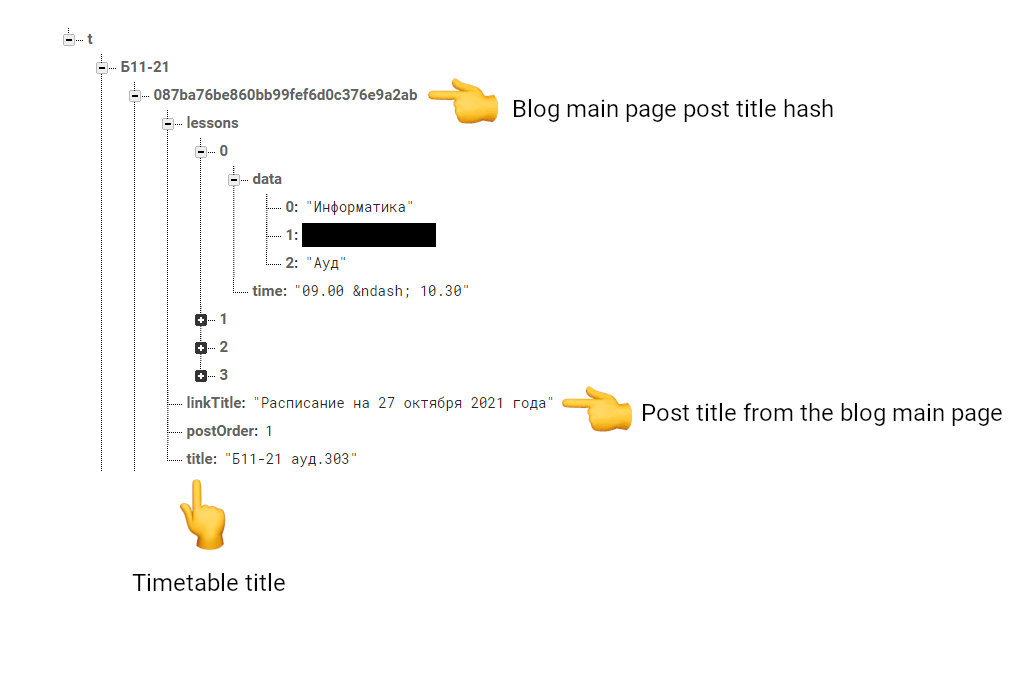 t
Б11-21
087ba76be860bb99fef6d0c376e9a2ab
Blog main page post title hash
lessons
0
data
0: "Информатика"
1:
2: "Ауд"
time: "09.00 &ndash; 10.30"
1
2
3
linkTitle: "Расписание на 27 октября 2021 года"
Post title from the blog main page
postOrder: 1
title: "Б11-21 ауд.303"
Timetable title